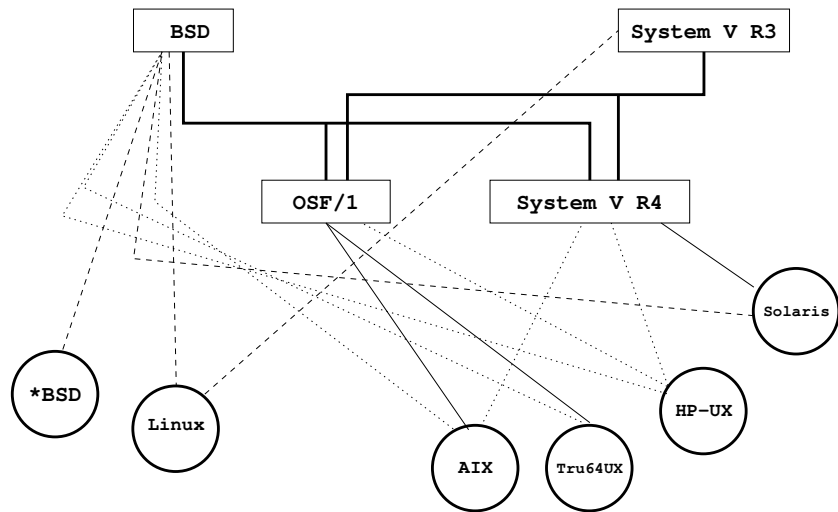 BSD
System V R3
OSF/1
System V R4
Solaris
*BSD
Linux
HP-UX
AIX
Tru64UX